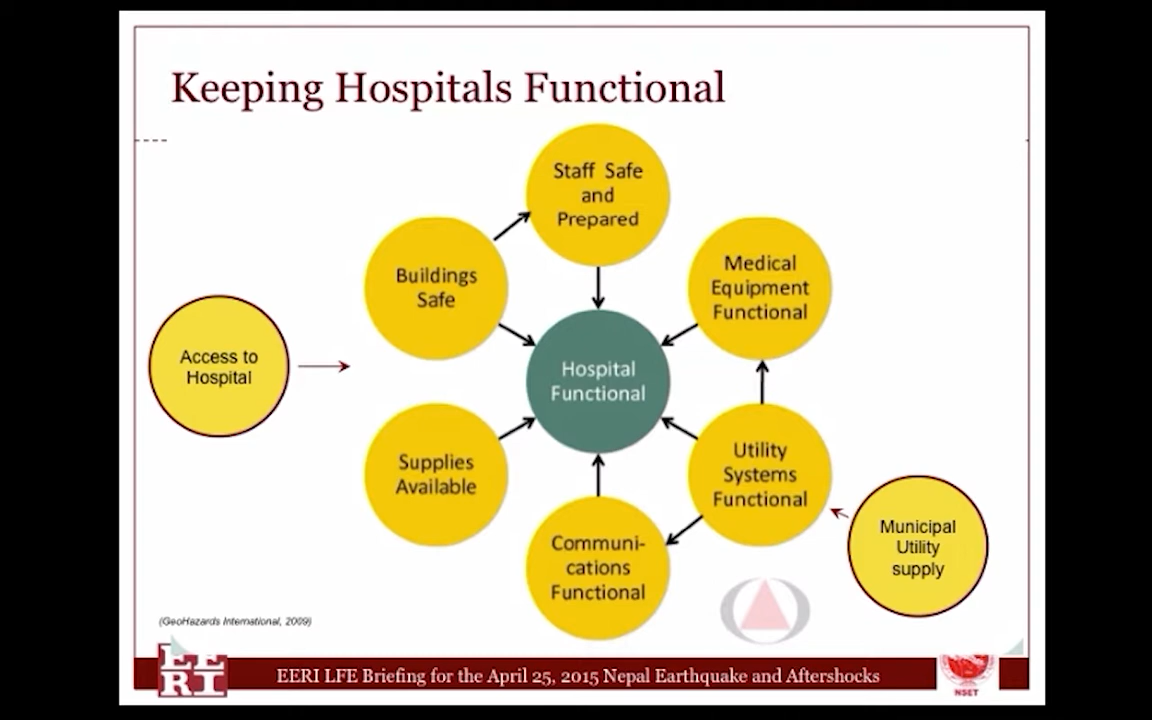 Keeping Hospitals Functional
Staff Safe
and
Prepared
Buildings
Safe
Medical
Equipment
Functional
Access to
Hospital
Hospital
Functional
Supplies
Available
Utility
Systems
Functional
Communi-
cations
Functional
Municipal
Utility
supply
(GeoHazards International, 2009)
EERI
EERI LFE Briefing for the April 25, 2015 Nepal Earthquake and Aftershocks
NSET